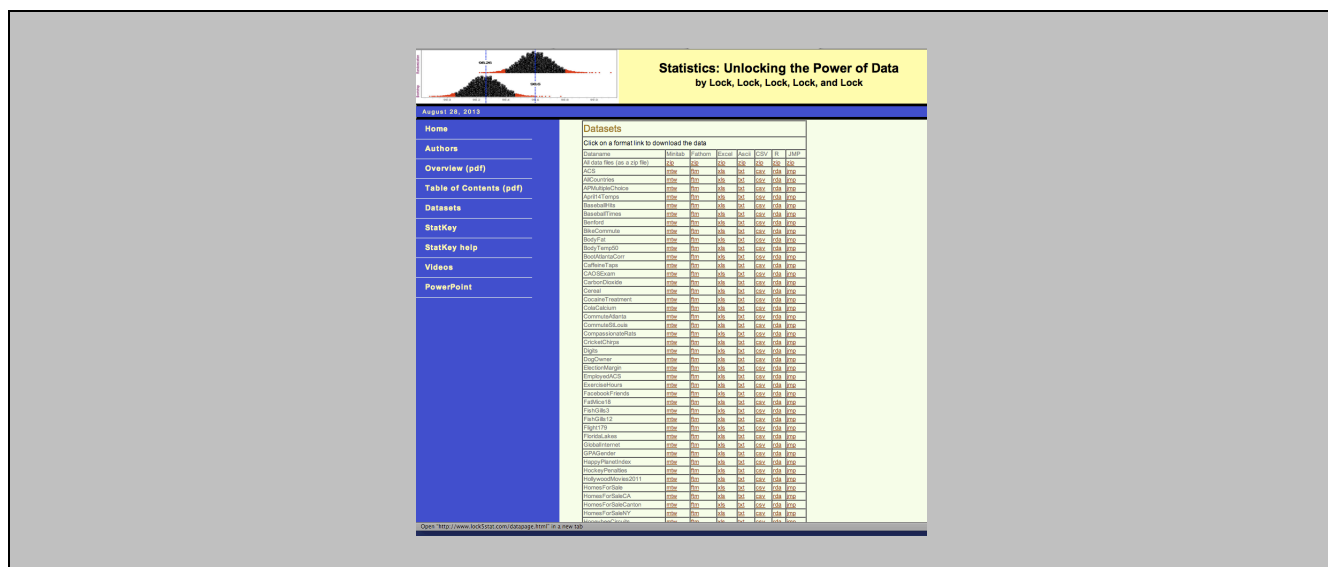 Statistics: Unlocking the Power of Data
by Lock, Lock, Lock, Lock, and Lock
August 28, 2013
Home
Authors
Overview (pdf)
Table of Contents (pdf)
Datasets
StatKey
StatKey help
Videos
PowerPoint
Datasets
Click on a format link to download the data
Dataname Minitab Fathom Excel Ascii CSV R JMP
All data files (as a zip file) zip zip zip zip zip zip zip
ACS mtw ftm xls txt csv rda jmp
AllCountries mtw ftm xls txt csv rda jmp
APMultipleChoice mtw ftm xls txt csv rda jmp
April14Temps mtw ftm xls txt csv rda jmp
BaseballHits mtw ftm xls txt csv rda jmp
BaseballTimes mtw ftm xls txt csv rda jmp
Benford mtw ftm xls txt csv rda jmp
BikeCommute mtw ftm xls txt csv rda jmp
BodyFat mtw ftm xls txt csv rda jmp
BodyTemp50 mtw ftm xls txt csv rda jmp
BootAtlantaCorr mtw ftm xls txt csv rda jmp
CaffeineTaps mtw ftm xls txt csv rda jmp
CAOSExam mtw ftm xls txt csv rda jmp
CarbonDioxide mtw ftm xls txt csv rda jmp
Cereal mtw ftm xls txt csv rda jmp
CocaineTreatment mtw ftm xls txt csv rda jmp
ColaCalcium mtw ftm xls txt csv rda jmp
CommuteAtlanta mtw ftm xls txt csv rda jmp
CommuteStLouis mtw ftm xls txt csv rda jmp
CompassionateRats mtw ftm xls txt csv rda jmp
CricketChirps mtw ftm xls txt csv rda jmp
Digits mtw ftm xls txt csv rda jmp
DogOwner mtw ftm xls txt csv rda jmp
ElectionMargin mtw ftm xls txt csv rda jmp
EmployedACS mtw ftm xls txt csv rda jmp
ExerciseHours mtw ftm xls txt csv rda jmp
FacebookFriends mtw ftm xls txt csv rda jmp
FatMice18 mtw ftm xls txt csv rda jmp
FishGills3 mtw ftm xls txt csv rda jmp
FishGills12 mtw ftm xls txt csv rda jmp
Flight179 mtw ftm xls txt csv rda jmp
FloridaLakes mtw ftm xls txt csv rda jmp
GlobalInternet mtw ftm xls txt csv rda jmp
GPAGender mtw ftm xls txt csv rda jmp
HappyPlanetIndex mtw ftm xls txt csv rda jmp
HockeyPenalties mtw ftm xls txt csv rda jmp
HollywoodMovies2011 mtw ftm xls txt csv rda jmp
HomesForSale mtw ftm xls txt csv rda jmp
HomesForSaleCA mtw ftm xls txt csv rda jmp
HomesForSaleCanton mtw ftm xls txt csv rda jmp
HomesForSaleNY mtw ftm xls txt csv rda jmp
Open "http://www.lock5stat.com/datapage.html" in a new tab